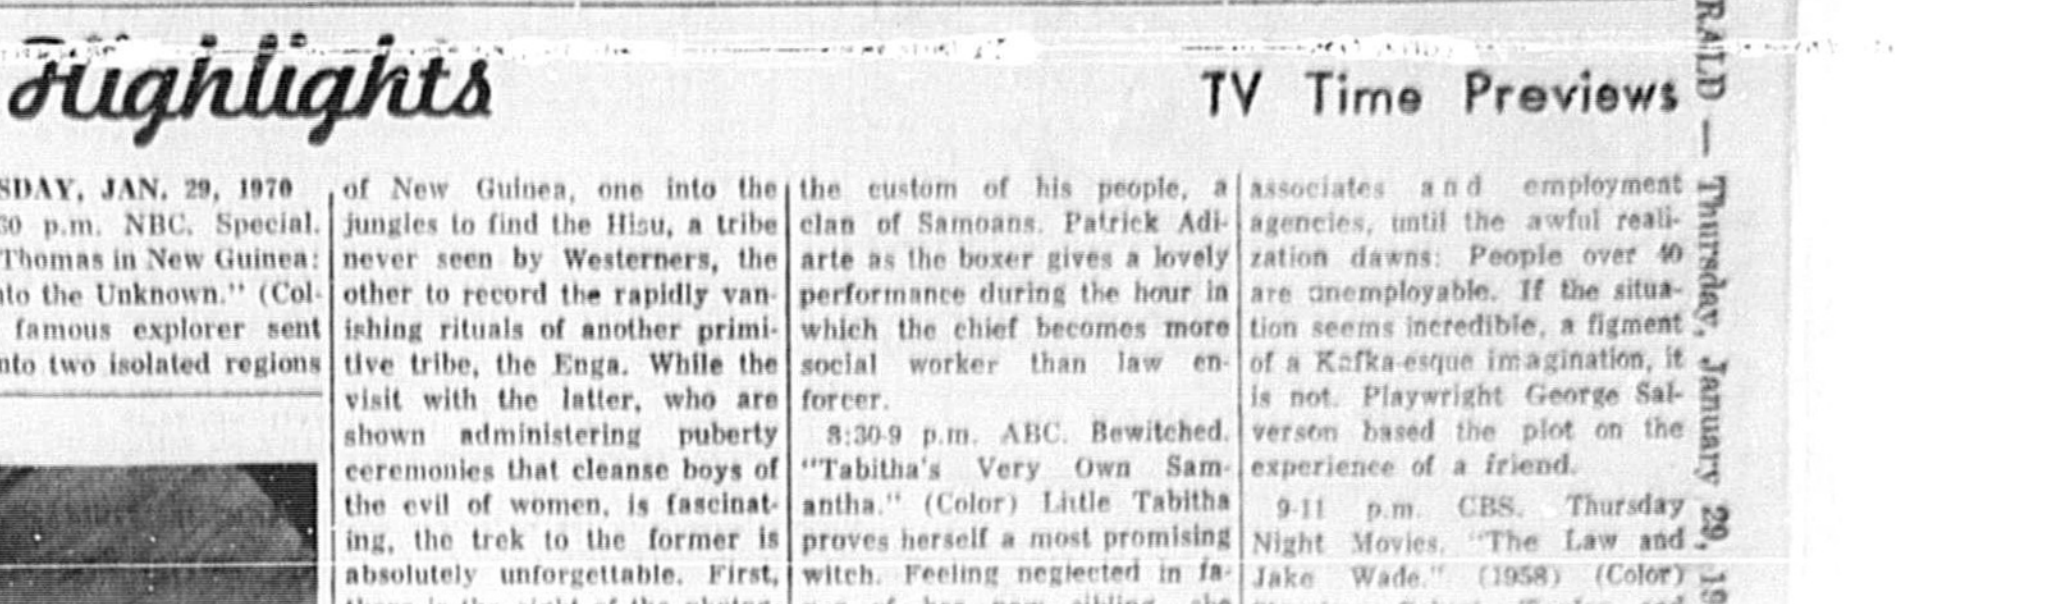 Highlights
TV Time Previews
SDAY, JAN. 29, 1970
30 p.m. NBC. Special.
Thomas in New Guinea:
nto the Unknown." (Col-
famous explorer sent
nto two isolated regions
of New Guinea, one into the
jungles to find the Hisu, a tribe
never seen by Westerners, the
other to record the rapidly van-
ishing rituals of another primi-
tive tribe, the Enga. While the
visit with the latter, who are
shown administering puberty
ceremonies that cleanse boys of
the evil of women, is fascinat-
ing, the trek to the former is
absolutely unforgettable. First,
the custom of his people, a
clan of Samoans. Patrick Adi-
arte as the boxer gives a lovely
performance during the hour in
which the chief becomes more
social worker than law en-
forcer.
8:30-9 p.m. ABC. Bewitched.
"Tabitha's Very Own Sam-
antha." (Color) Little Tabitha
proves herself a most promising
witch. Feeling neglected in fa-
associates and employment
agencies, until the awful reali-
zation dawns: People over 40
are unemployable. If the situa-
tion seems incredible, a figment
of a Kafka-esque imagination, it
is not. Playwright George Sal-
verson based the plot on the
experience of a friend.
9-11 p.m. CBS. Thursday
Night Movies. "The Law and
Jake Wade." (1958) (Color)
RALD — Thursday, January 29, 19